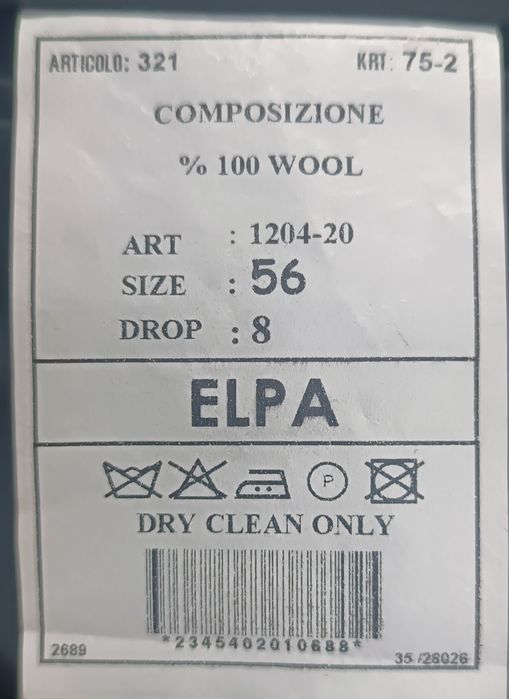 ARTICOLO: 321 KRT: 75-2
COMPOSIZIONE
% 100 WOOL
ART : 1204-20
SIZE : 56
DROP : 8
ELPA
P
DRY CLEAN ONLY
*2345402010688*
2689 35 /28026